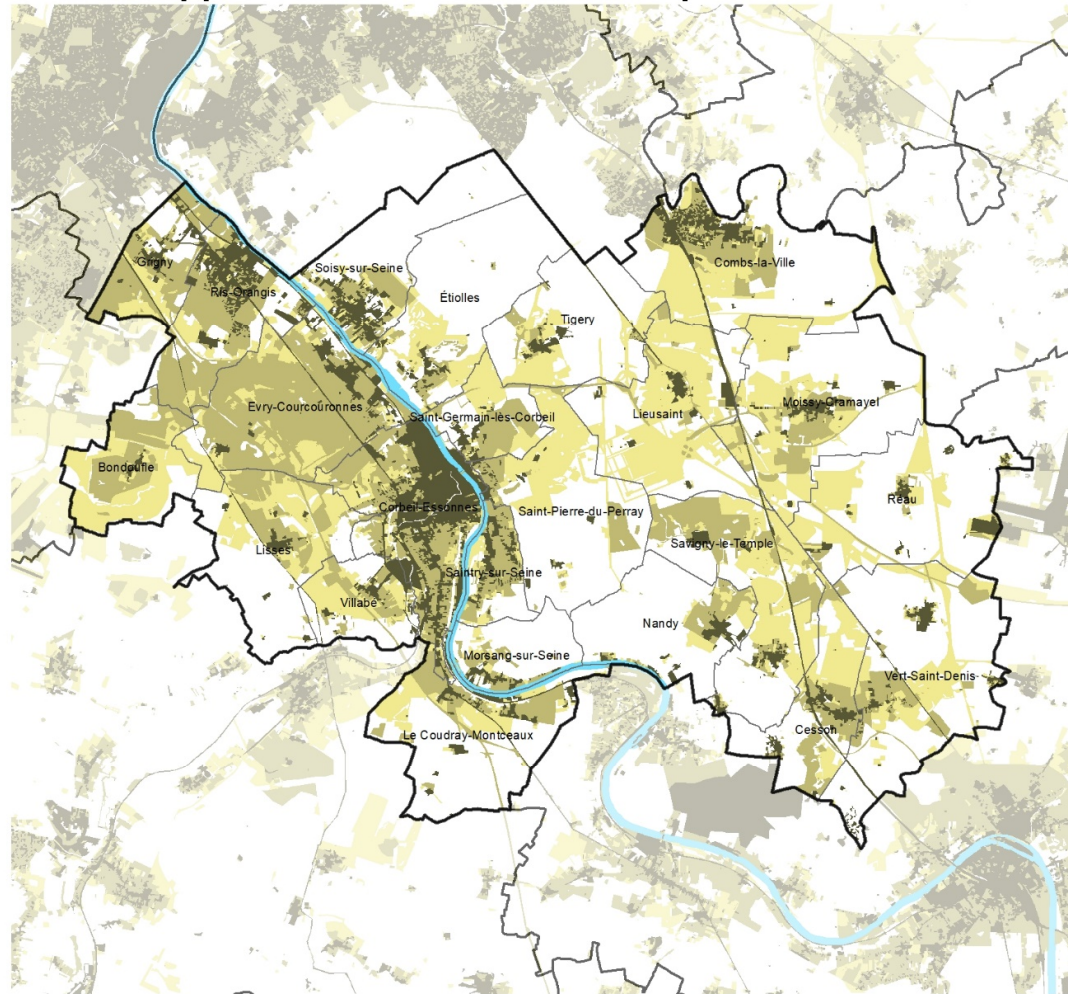 Combs-la-Ville
Grigny
Soisy-sur-Seine
Ris-Orangis
Étiolles
Tigery
Evry-Courcouronnes
Saint-Germain-lès-Corbeil
Lieusaint
Moissy-Cramayel
Bondoufle
Réau
Corbeil-Essonnes
Saint-Pierre-du-Perray
Savigny-le-Temple
Lisses
Saintry-sur-Seine
Villabé
Nandy
Morsang-sur-Seine
Vert-Saint-Denis
Cesson
Le Coudray-Montceaux